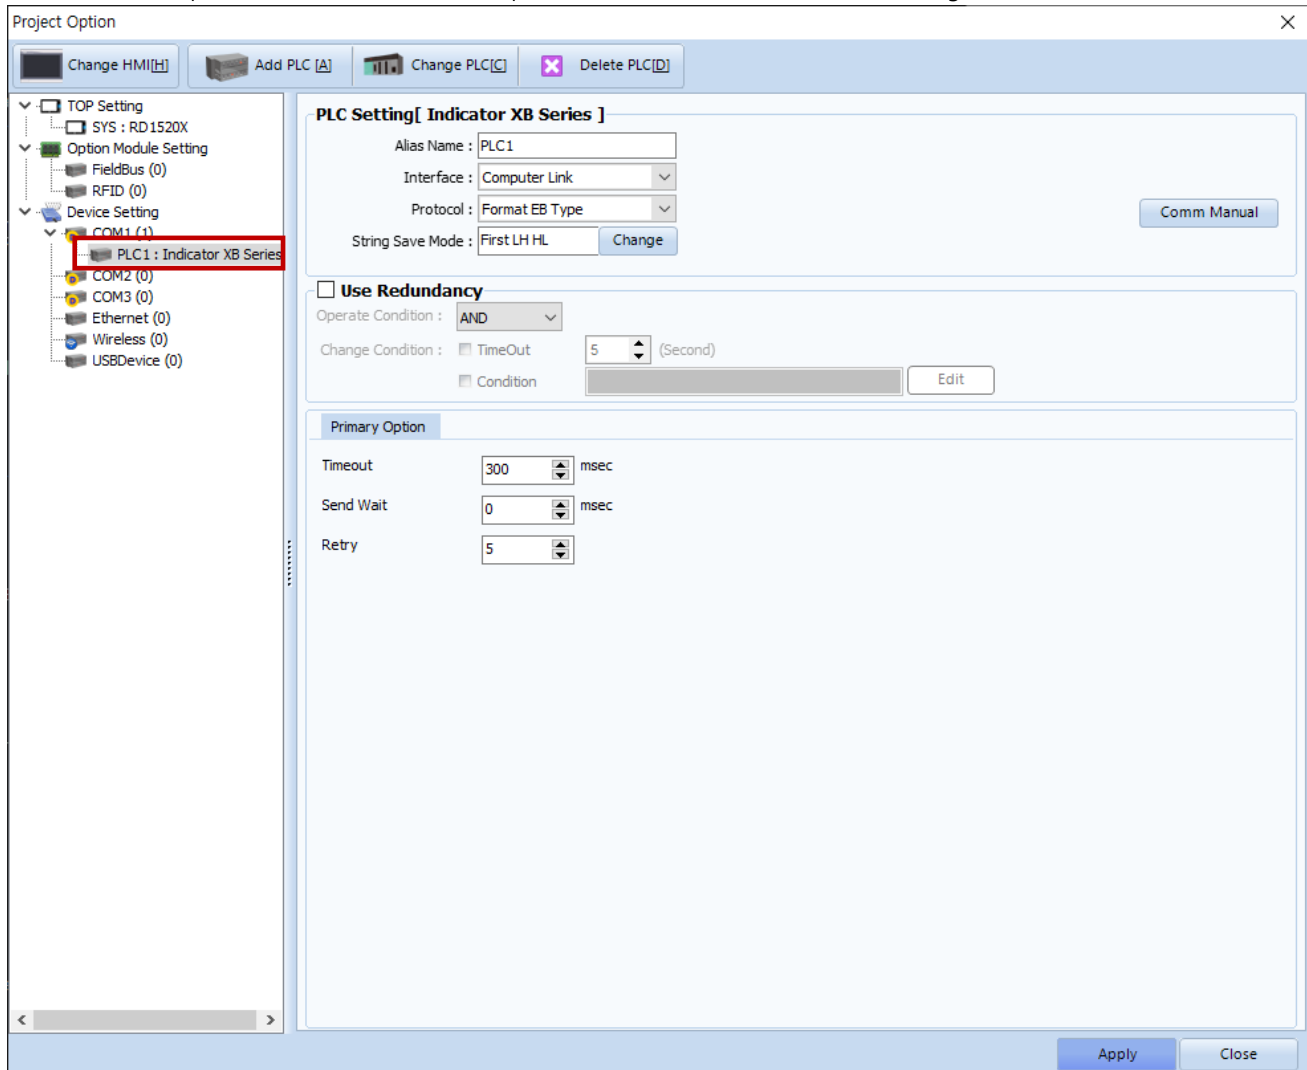 Project Option
Change HMI[H]
Add PLC [A]
Change PLC[C]
Delete PLC[D]
TOP Setting
SYS : RD1520X
Option Module Setting
FieldBus (0)
RFID (0)
Device Setting
COM1 (1)
PLC1 : Indicator XB Series
COM2 (0)
COM3 (0)
Ethernet (0)
Wireless (0)
USBDevice (0)
PLC Setting[ Indicator XB Series ]
Alias Name : PLC1
Interface : Computer Link
Protocol : Format EB Type
Comm Manual
String Save Mode : First LH HL Change
Use Redundancy
Operate Condition : AND
Change Condition : TimeOut 5 (Second)
Condition Edit
Primary Option
Timeout 300 msec
Send Wait 0 msec
Retry 5
Apply Close